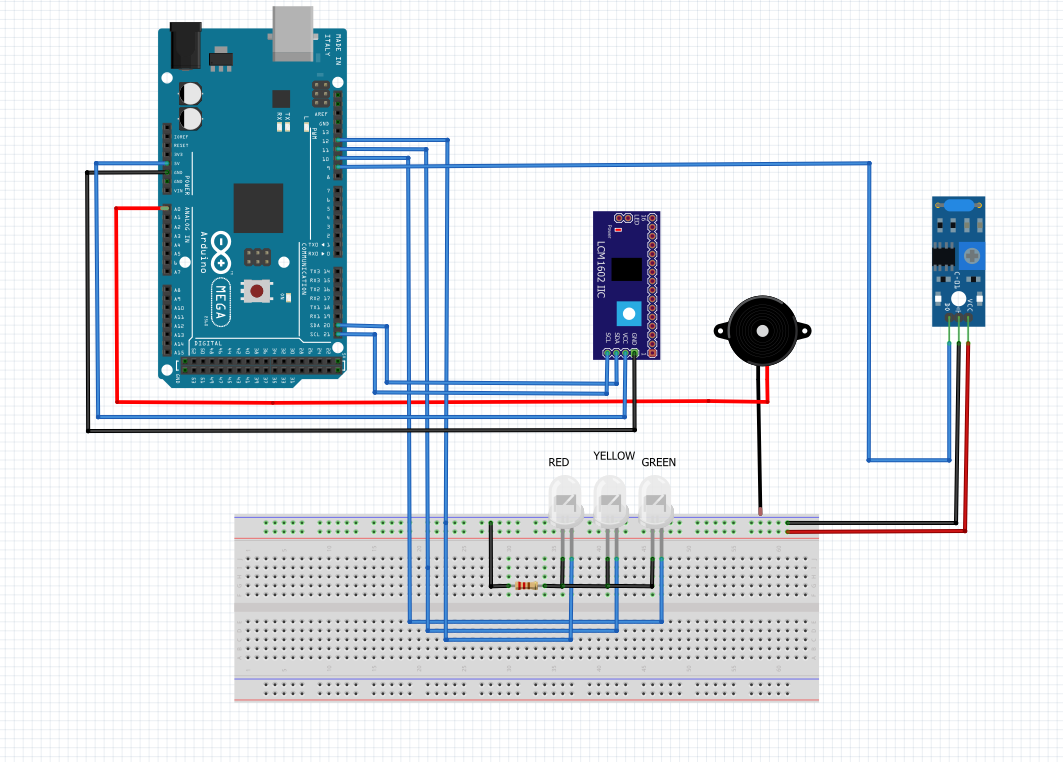 MADE IN
ITALY
AREF
GND
13
12
11
10
9
8
PWM
L
TX
RX
IOREF
RESET
3V3
5V
GND
GND
VIN
POWER
7
6
5
4
3
2
TX0 1
RX0 0
A0
A1
A2
A3
A4
A5
A7
ANALOG IN
Arduino
MEGA
ON
COMMUNICATION
TX3 14
RX3 15
TX2 16
RX2 17
TX1 18
RX1 19
SDA 20
SCL 21
A8
A9
A10
A11
A12
A13
A14
A15
DIGITAL
LCM1602 IIC
Power
LED
16
SCL
SDA
VCC
GND
VCC
RED
YELLOW
GREEN